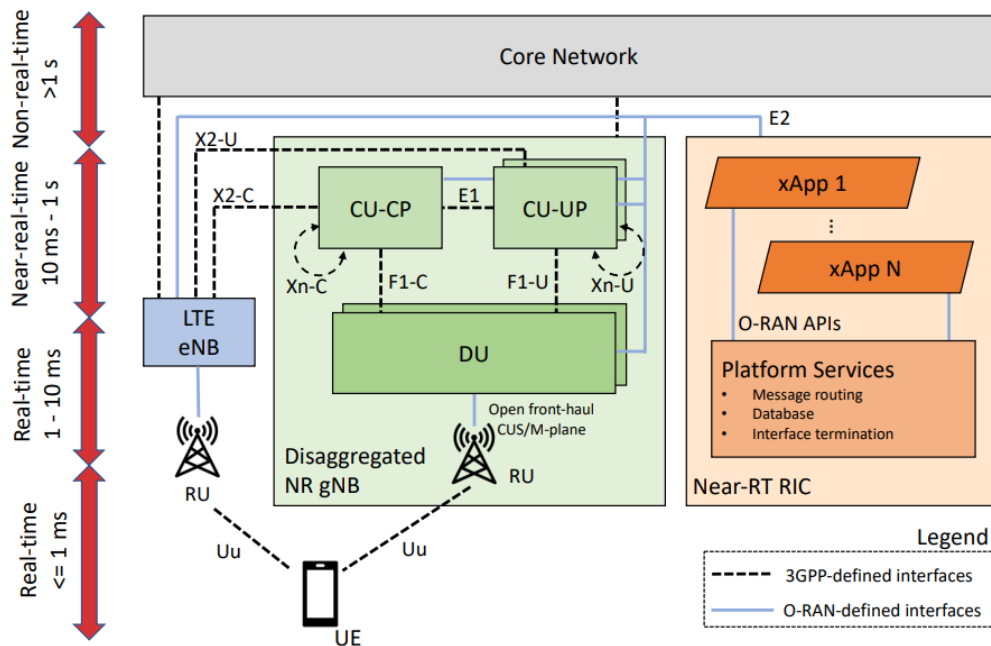 Non-real-time
>1 s
Near-real-time
10 ms - 1 s
Real-time
1 - 10 ms
Real-time
<= 1 ms
Core Network
E2
X2-U
X2-C
CU-CP
E1
CU-UP
Xn-C
F1-C
F1-U
Xn-U
LTE
eNB
DU
Open front-haul
CUS/M-plane
RU
RU
Disaggregated
NR gNB
Uu
Uu
UE
xApp 1
...
xApp N
O-RAN APIs
Platform Services
• Message routing
• Database
• Interface termination
Near-RT RIC
Legend
3GPP-defined interfaces
O-RAN-defined interfaces